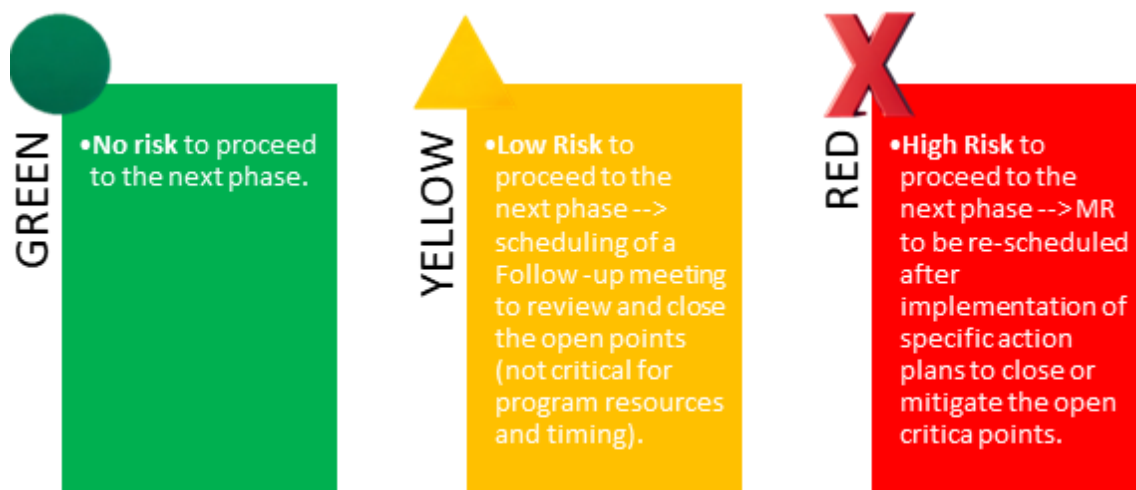 GREEN
•No risk to proceed
to the next phase.
YELLOW
•Low Risk to
proceed to the
next phase -->
scheduling of a
Follow -up meeting
to review and close
the open points
(not critical for
program resources
and timing).
RED
•High Risk to
proceed to the
next phase --> MR
to be re-scheduled
after
implementation of
specific action
plans to close or
mitigate the open
critica points.